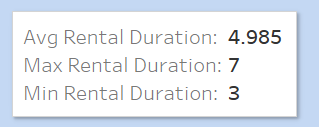 Avg Rental Duration: 4.985
Max Rental Duration: 7
Min Rental Duration: 3